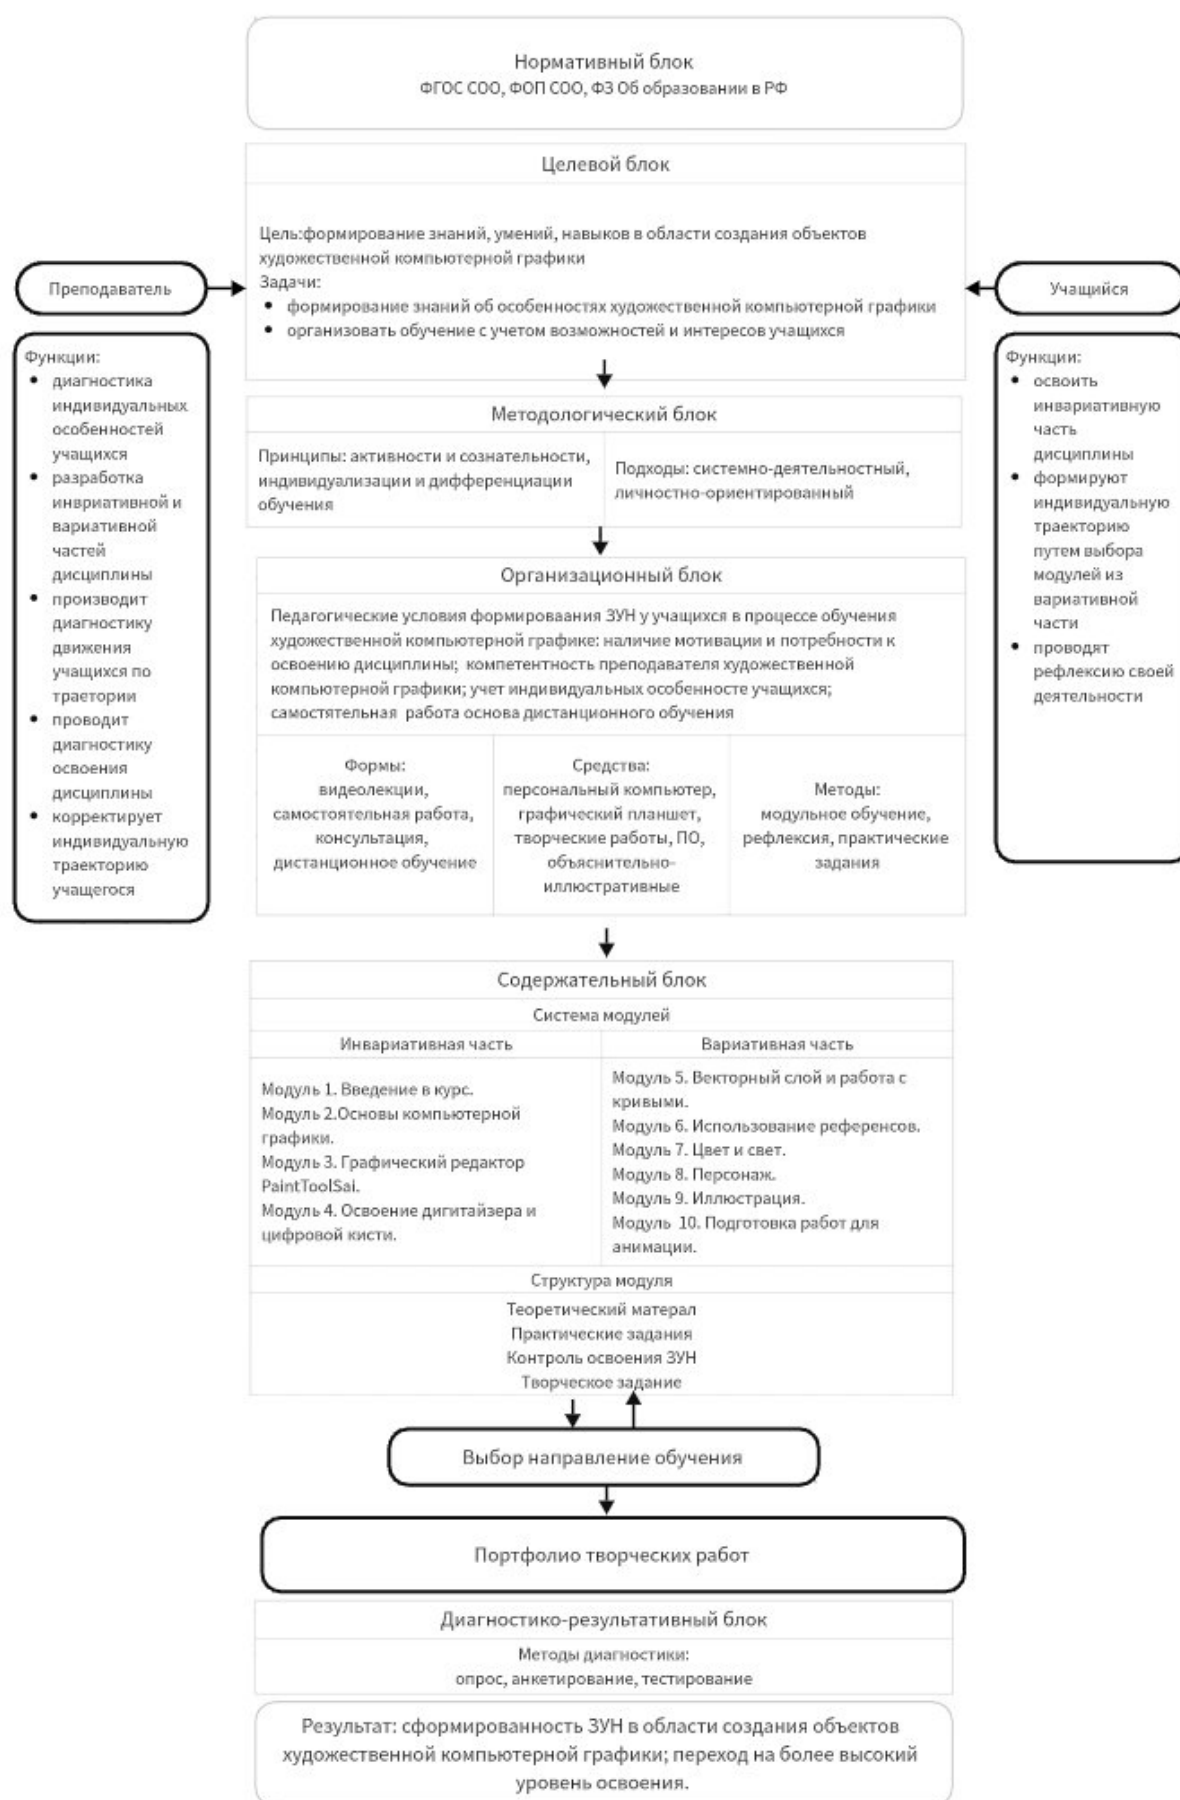 Нормативный блок
ФГОС СОО, ФОП СОО, ФЗ Об образовании в РФ
Целевой блок
Цель:формирование знаний, умений, навыков в области создания объектов
художественной компьютерной графики
Задачи:
• формирование знаний об особенностях художественной компьютерной графики
• организовать обучение с учетом возможностей и интересов учащихся
Преподаватель
Функции:
• диагностика
индивидуальных
особенностей
учащихся
• разработка
инвриативной и
вариативной
частей
дисциплины
• производит
диагностику
движения
учащихся по
траетории
• проводит
диагностику
освоения
дисциплины
• корректирует
индивидуальную
траекторию
учащегося
Учащийся
Функции:
• освоить
инвариативную
часть
дисциплины
• формируют
индивидуальную
траекторию
путем выбора
модулей из
вариативной
части
• проводят
рефлексию своей
деятельности
Методологический блок
Принципы: активности и сознательности,
индивидуализации и дифференциации
обучения
Подходы: системно-деятельностный,
личностно-ориентированный
Организационный блок
Педагогические условия формироваания ЗУН у учащихся в процессе обучения
художественной компьютерной графике: наличие мотивации и потребности к
освоению дисциплины; компетентность преподавателя художественной
компьютерной графики; учет индивидуальных особенносте учащихся;
самостятельная работа основа дистанционого обучения
Формы:
видеолекции,
самостоятельная работа,
консультация,
дистанционное обучение
Средства:
персональный компьютер,
графический планшет,
творческие работы, ПО,
объяснительно-
иллюстративные
Методы:
модульное обучение,
рефлексия, практические
задания
Содержательный блок
Система модулей
Инвариативная часть
Модуль 1. Введение в курс.
Модуль 2.Основы компьютерной
графики.
Модуль 3. Графический редактор
PaintToolSai.
Модуль 4. Освоение дигитайзера и
цифровой кисти.
Вариативная часть
Модуль 5. Векторный слой и работа с
кривыми.
Модуль 6. Использование референсов.
Модуль 7. Цвет и свет.
Модуль 8. Персонаж.
Модуль 9. Иллюстрация.
Модуль 10. Подготовка работ для
анимации.
Структура модуля
Теоретический матерал
Практические задания
Контроль освоения ЗУН
Творческое задание
Выбор направление обучения
Портфолио творческих работ
Диагностико-результативный блок
Методы диагностики:
опрос, анкетирование, тестирование
Результат: сформированность ЗУН в области создания объектов
художественной компьютерной графики; переход на более высокий
уровень освоения.